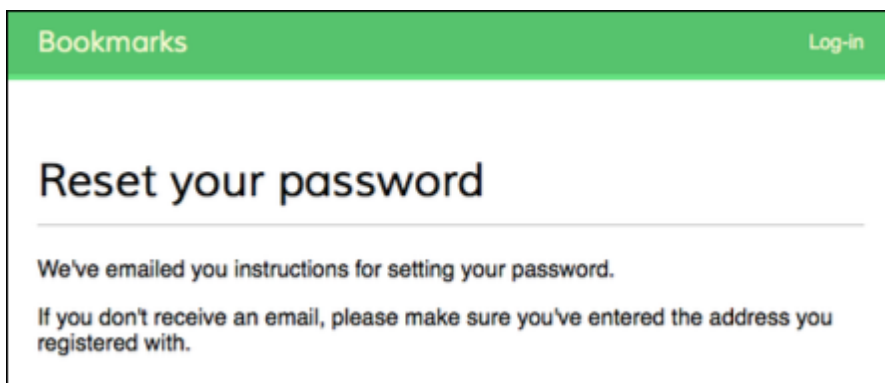 Bookmarks
Log-in
Reset your password
We've emailed you instructions for setting your password.
If you don't receive an email, please make sure you've entered the address you
registered with.